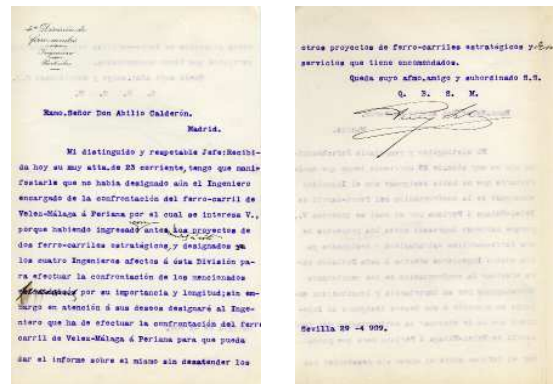 4ª División de
ferro-carriles
Ingeniero
Particular
Excmo.Señor Don Abilio Calderón.
Madrid.
Mi distinguido y respetable Jefe:Recibi-
da hoy su muy atta.de 23 corriente,tengo que mani-
festarle que no había designado aún el Ingeniero
encargado de la confrontación del ferro-carril de
Velez-Málaga á Periana por el cual se interesa V.,
porque habiendo ingresado antes los proyectos de
dos ferro-carriles estratégicos,y designados ya
los cuatro Ingenieros afectos á ésta División pa-
ra efectuar la confrontación de los mencionados
por su importancia y longitud;sin em-
bargo en atención á sus deseos designaré al Inge-
niero que ha de efectuar la confrontación del ferro
carril de Velez-Málaga á Periana para que pueda
dar el informe sobre el mismo sin desatender los
otros proyectos de ferro-carriles estratégicos y
servicios que tiene encomendados.
Queda suyo afmo.amigo y subordinado S.S.
Q. B. S. M.
Sevilla 29 -4 909.